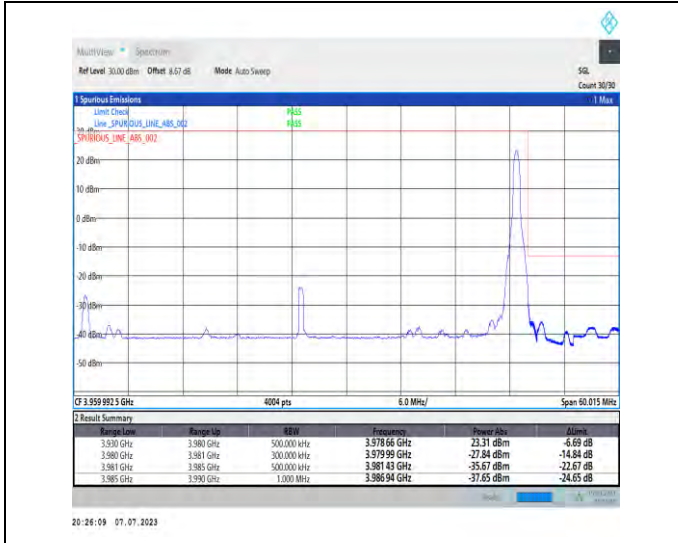 MultiView Spectrum
Ref Level 30.00 dBm Offset 8.67 dB Mode Auto Sweep SGL
Count 30/30
1 Spurious Emissions 1 Max
Limit Check PASS
Line _SPURIOUS_LINE_ABS_002 PASS
30 dBm
_SPURIOUS_LINE_ABS_002
20 dBm
10 dBm
0 dBm
-10 dBm
-20 dBm
-30 dBm
-40 dBm
-50 dBm
CF 3.959 992 5 GHz 4004 pts 6.0 MHz/ Span 60.015 MHz
2 Result Summary
Range Low Range Up RBW Frequency Power Abs ΔLimit
3.930 GHz 3.980 GHz 500.000 kHz 3.978 66 GHz 23.31 dBm -6.69 dB
3.980 GHz 3.981 GHz 300.000 kHz 3.979 99 GHz -27.84 dBm -14.84 dB
3.981 GHz 3.985 GHz 500.000 kHz 3.981 43 GHz -35.67 dBm -22.67 dB
3.985 GHz 3.990 GHz 1.000 MHz 3.986 94 GHz -37.65 dBm -24.65 dB
20:26:09 07.07.2023